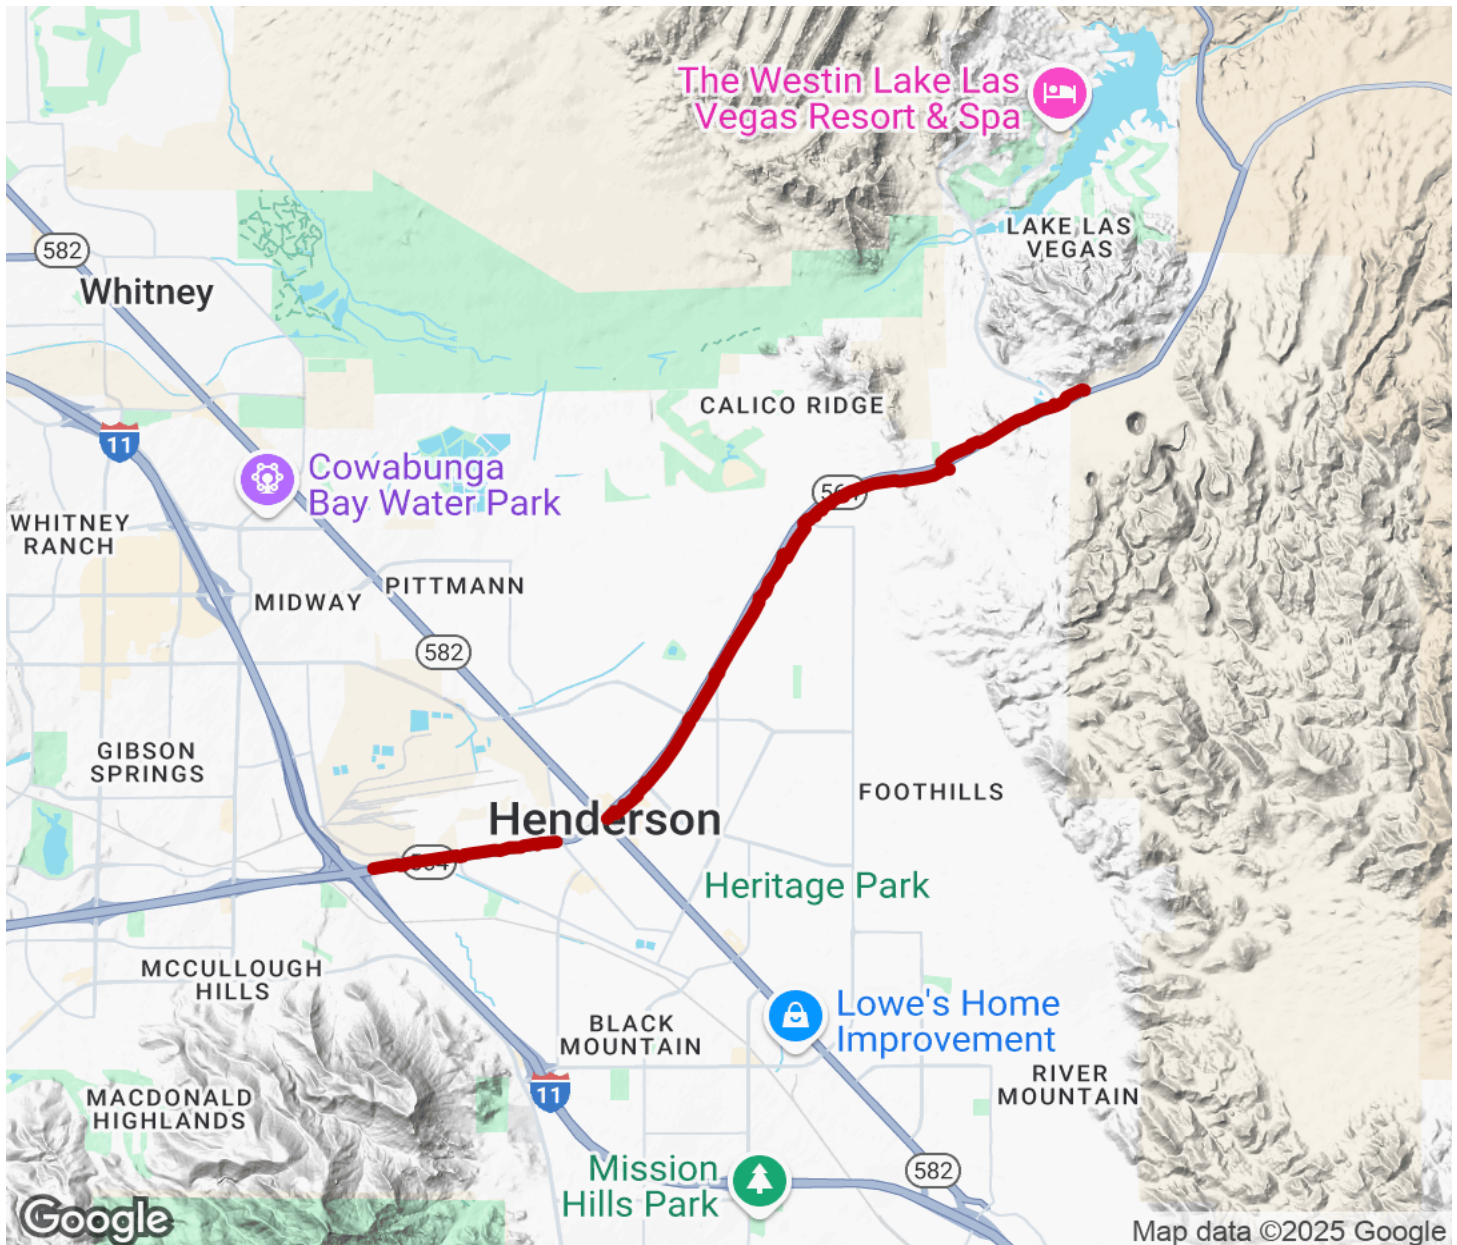 The Westin Lake Las
Vegas Resort & Spa
LAKE LAS
VEGAS
582
Whitney
CALICO RIDGE
11
Cowabunga
Bay Water Park
WHITNEY
RANCH
PITTMANN
MIDWAY
582
GIBSON
SPRINGS
FOOTHILLS
Henderson
Heritage Park
MCCULLOUGH
HILLS
Lowe's Home
Improvement
BLACK
MOUNTAIN
RIVER
MOUNTAIN
11
MACDONALD
HIGHLANDS
Mission
Hills Park
582
Google
Map data ©2025 Google